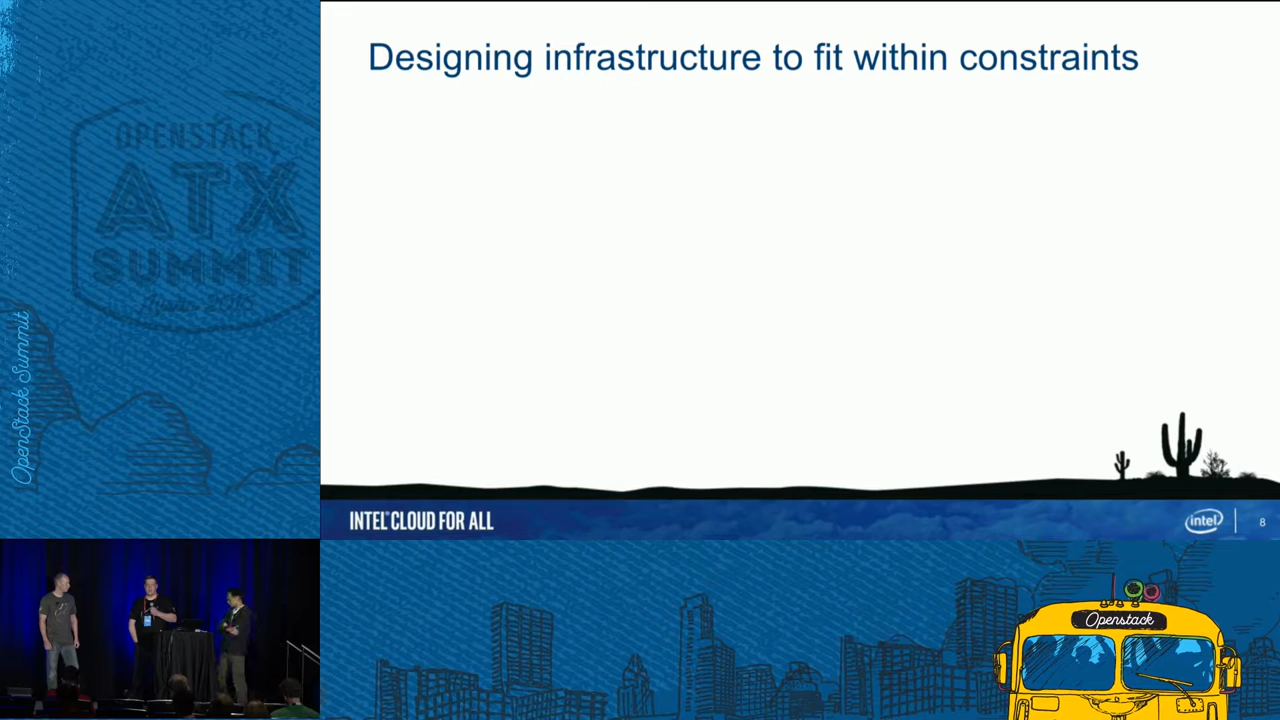 Designing infrastructure to fit within constraints
OPENSTACK
ATX
SUMMIT
OpenStack Summit
INTEL® CLOUD FOR ALL
intel
8
Openstack